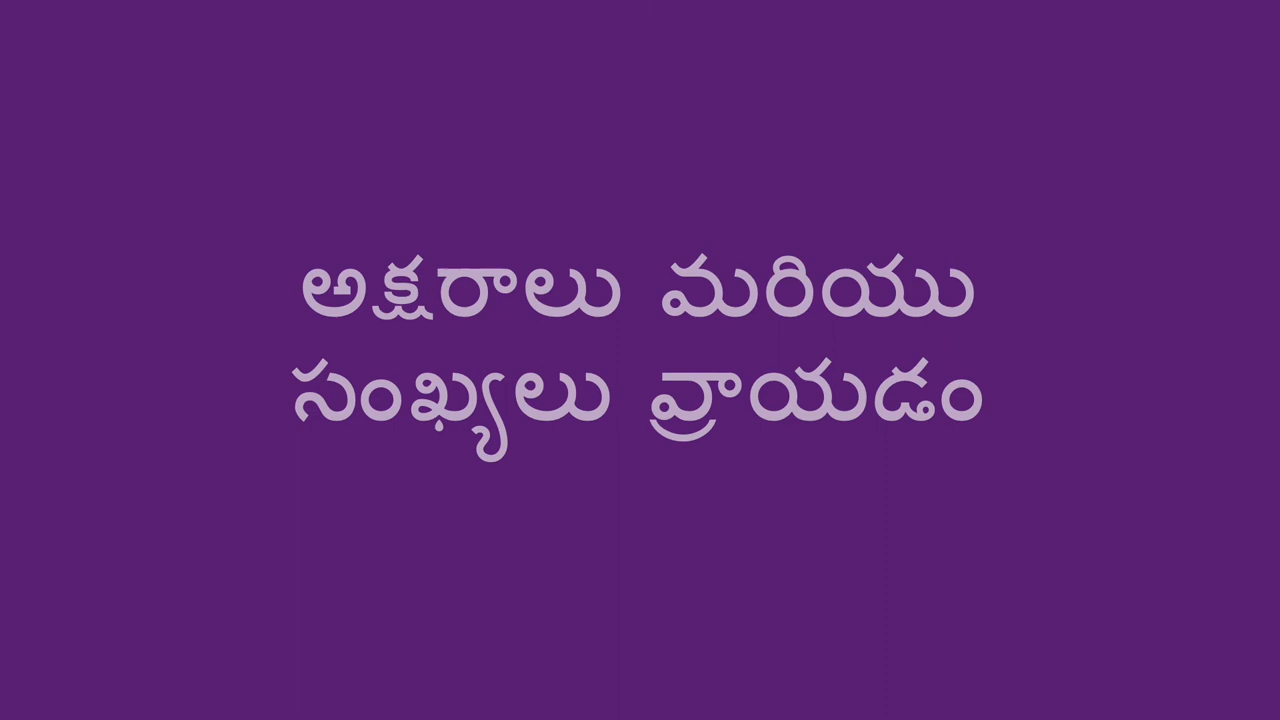 అక్షరాలు మరియు
సంఖ్యలు వ్రాయడం